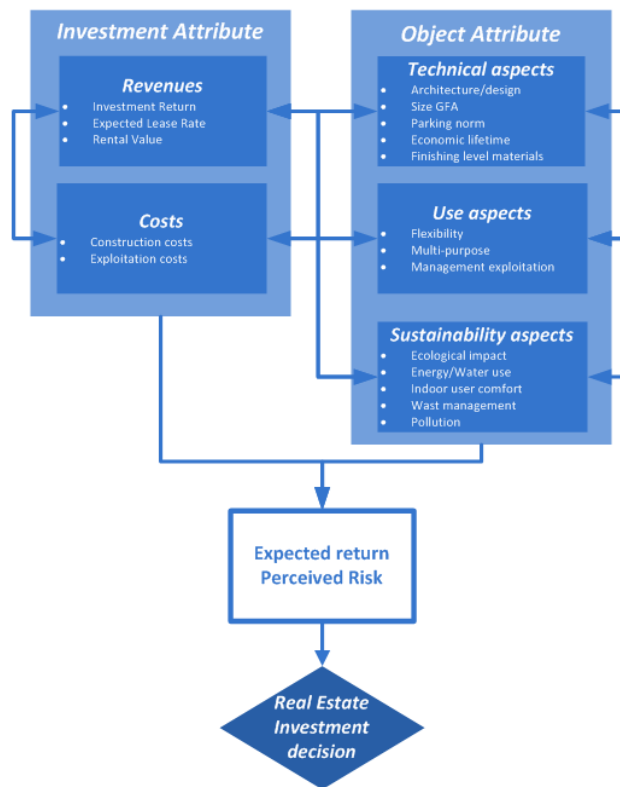 Investment Attribute
Revenues
• Investment Return
• Expected Lease Rate
• Rental Value
Costs
• Construction costs
• Exploitation costs
Object Attribute
Technical aspects
• Architecture/design
• Size GFA
• Parking norm
• Economic lifetime
• Finishing level materials
Use aspects
• Flexibility
• Multi-purpose
• Management exploitation
Sustainability aspects
• Ecological impact
• Energy/Water use
• Indoor user comfort
• Wast management
• Pollution
Expected return
Perceived Risk
Real Estate
Investment
decision